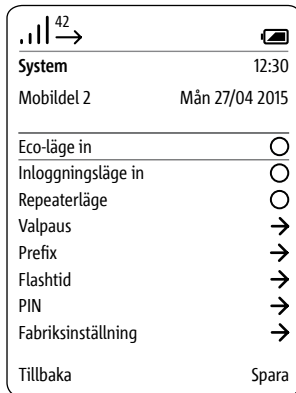 42
System 12:30
Mobildel 2 Mån 27/04 2015
Eco-läge in
Inloggningsläge in
Repeaterläge
Valpaus
Prefix
Flashtid
PIN
Fabriksinställning
Tillbaka Spara